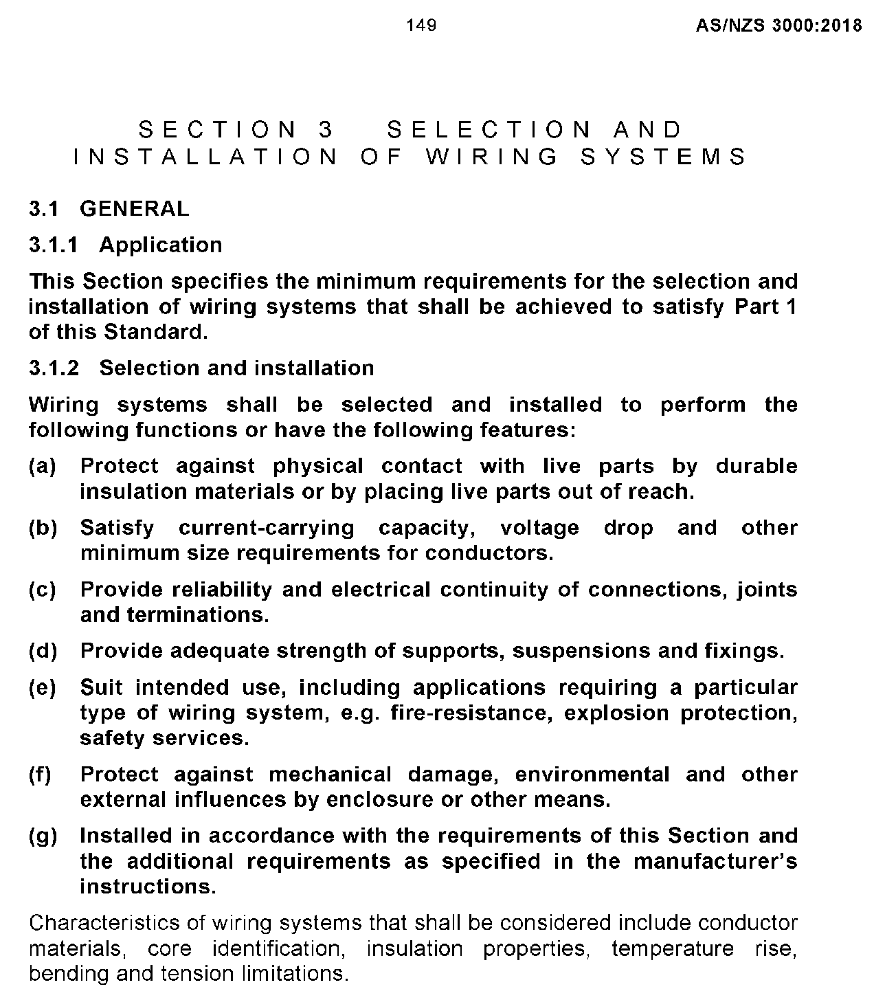 149 AS/NZS 3000:2018
SECTION 3 SELECTION AND
INSTALLATION OF WIRING SYSTEMS
3.1 GENERAL
3.1.1 Application
This Section specifies the minimum requirements for the selection and
installation of wiring systems that shall be achieved to satisfy Part 1
of this Standard.
3.1.2 Selection and installation
Wiring systems shall be selected and installed to perform the
following functions or have the following features:
(a) Protect against physical contact with live parts by durable
insulation materials or by placing live parts out of reach.
(b) Satisfy current-carrying capacity, voltage drop and other
minimum size requirements for conductors.
(c) Provide reliability and electrical continuity of connections, joints
and terminations.
(d) Provide adequate strength of supports, suspensions and fixings.
(e) Suit intended use, including applications requiring a particular
type of wiring system, e.g. fire-resistance, explosion protection,
safety services.
(f) Protect against mechanical damage, environmental and other
external influences by enclosure or other means.
(g) Installed in accordance with the requirements of this Section and
the additional requirements as specified in the manufacturer’s
instructions.
Characteristics of wiring systems that shall be considered include conductor
materials, core identification, insulation properties, temperature rise,
bending and tension limitations.